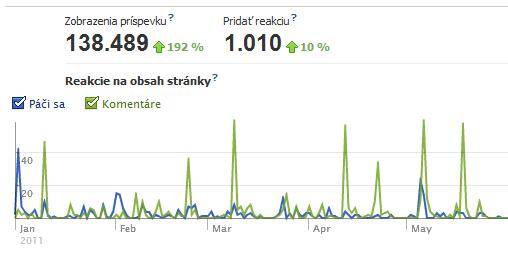 Zobrazenia príspevku? Pridať reakciu?
138.489 192 % 1.010 10 %
Reakcie na obsah stránky?
Páči sa Komentáre
40
20
Jan Feb Mar Apr May
2011